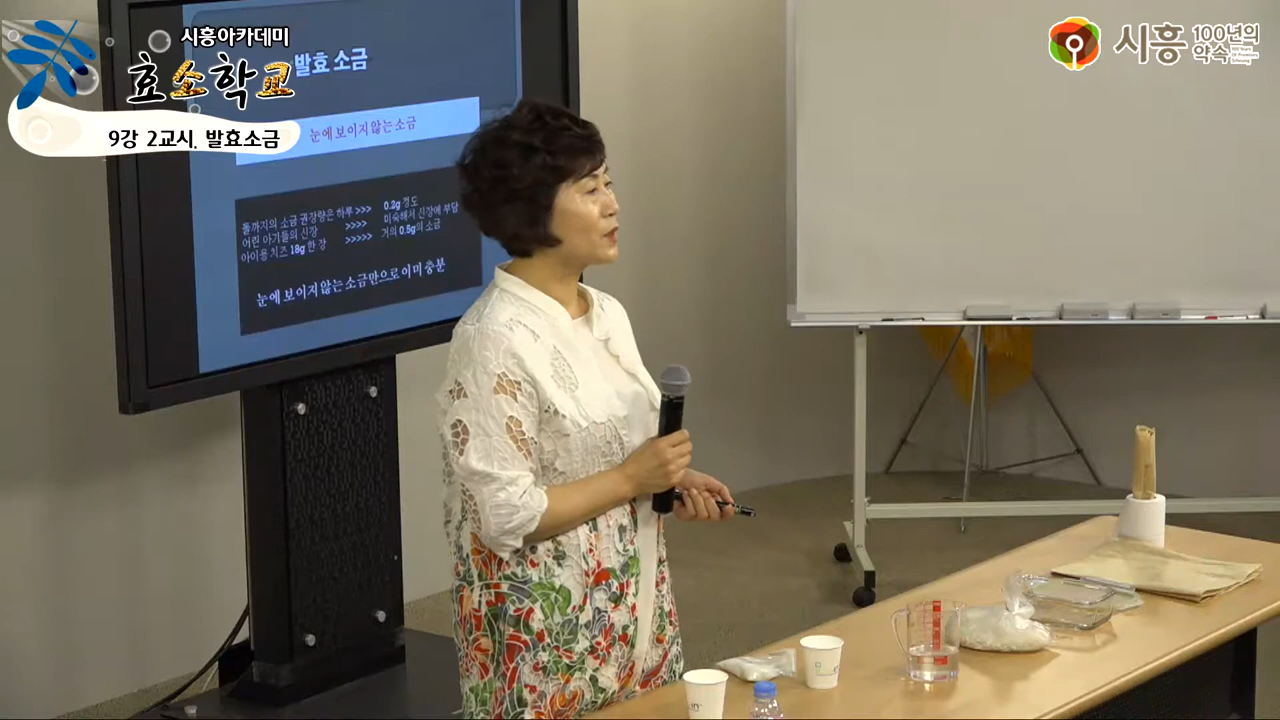 시흥아카데미
효소학교
9강 2교시. 발효소금
시흥 100년의 약속
발효 소금
눈에 보이지 않는 소금
돌까지의 소금 권장량은 하루 >>> 0.2g 정도
어린 아기들의 신장 >>>> 미숙해서 신장에 부담
아이용 치즈 18g 한 장 >>>>> 거의 0.5g의 소금
눈에 보이지 않는 소금만으로 이미 충분